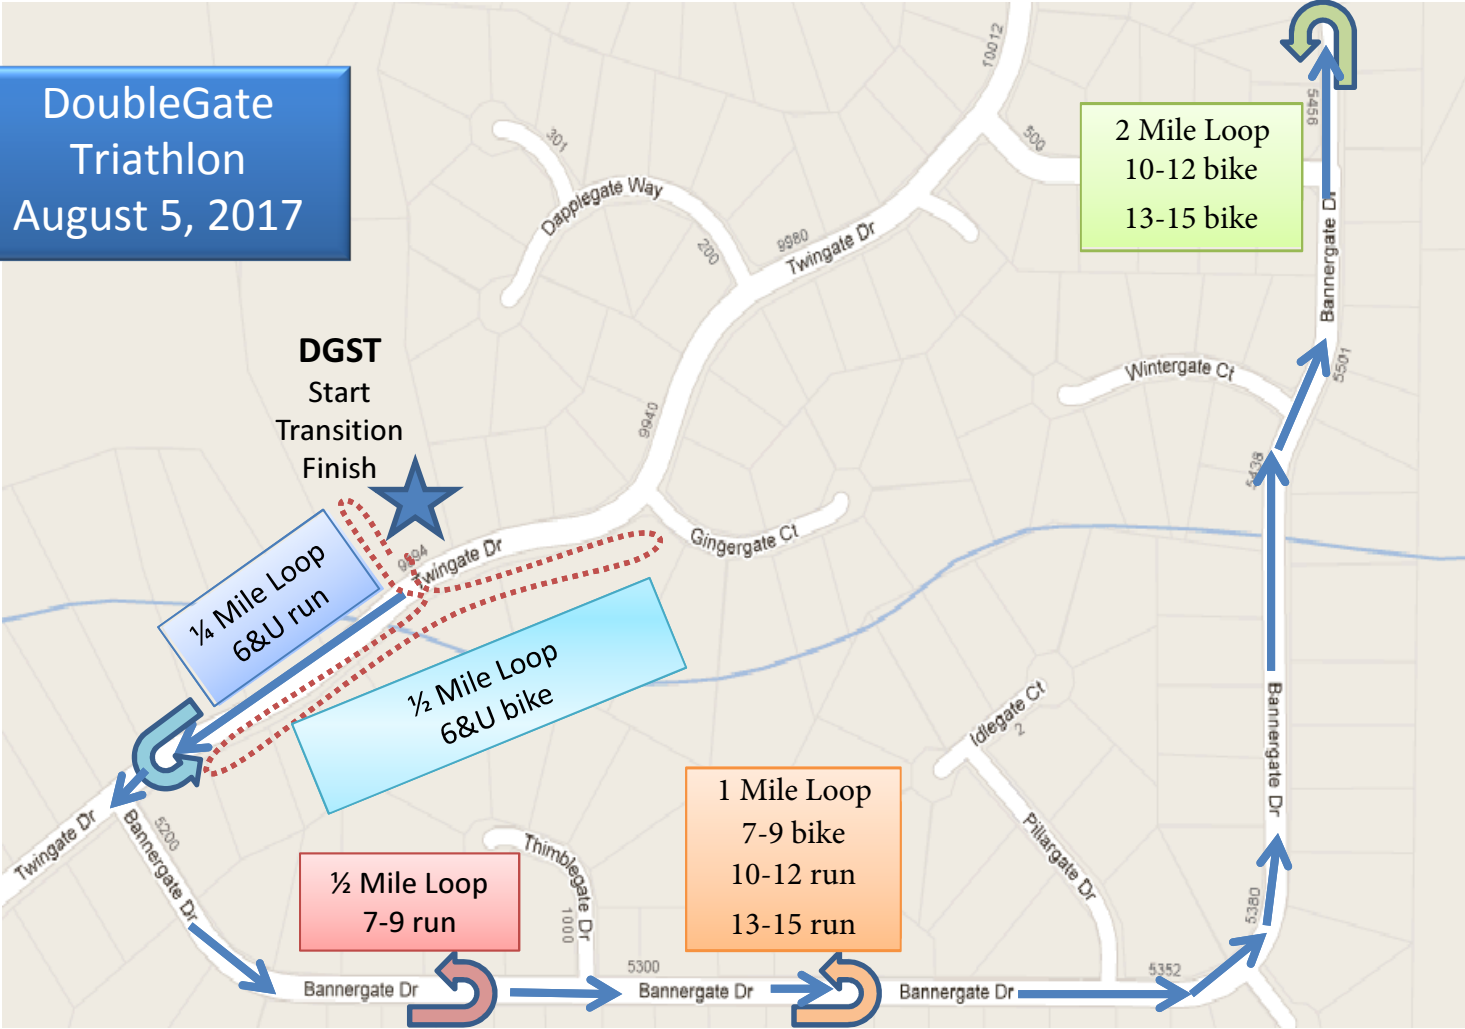 DoubleGate
Triathlon
August 5, 2017
10012
500
301
Dapplegate Way
200
9980
Twingate Dr
2 Mile Loop
10-12 bike
13-15 bike
5456
Bannergate Dr
5501
Wintergate Ct
5438
DGST
Start
Transition
Finish
9940
Gingergate Ct
Twingate Dr
¼ Mile Loop
6&U run
½ Mile Loop
6&U bike
Idlegate Ct
2
Pillargate Dr
Bannergate Dr
Twingate Dr
5200
Bannergate Dr
½ Mile Loop
7-9 run
Thimblegate Dr
1000
1 Mile Loop
7-9 bike
10-12 run
13-15 run
5380
5300
5352
Bannergate Dr
Bannergate Dr
Bannergate Dr